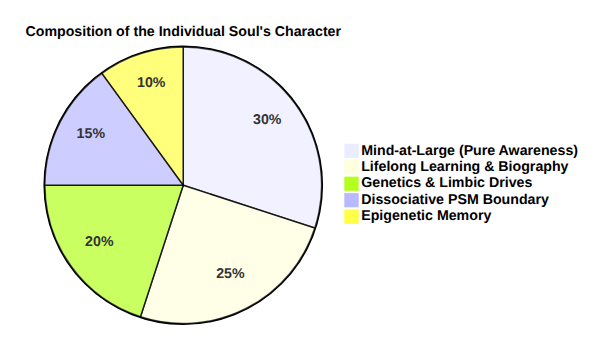 Composition of the Individual Soul's Character
10%
30%
15%
20%
25%
Mind-at-Large (Pure Awareness)
Lifelong Learning & Biography
Genetics & Limbic Drives
Dissociative PSM Boundary
Epigenetic Memory